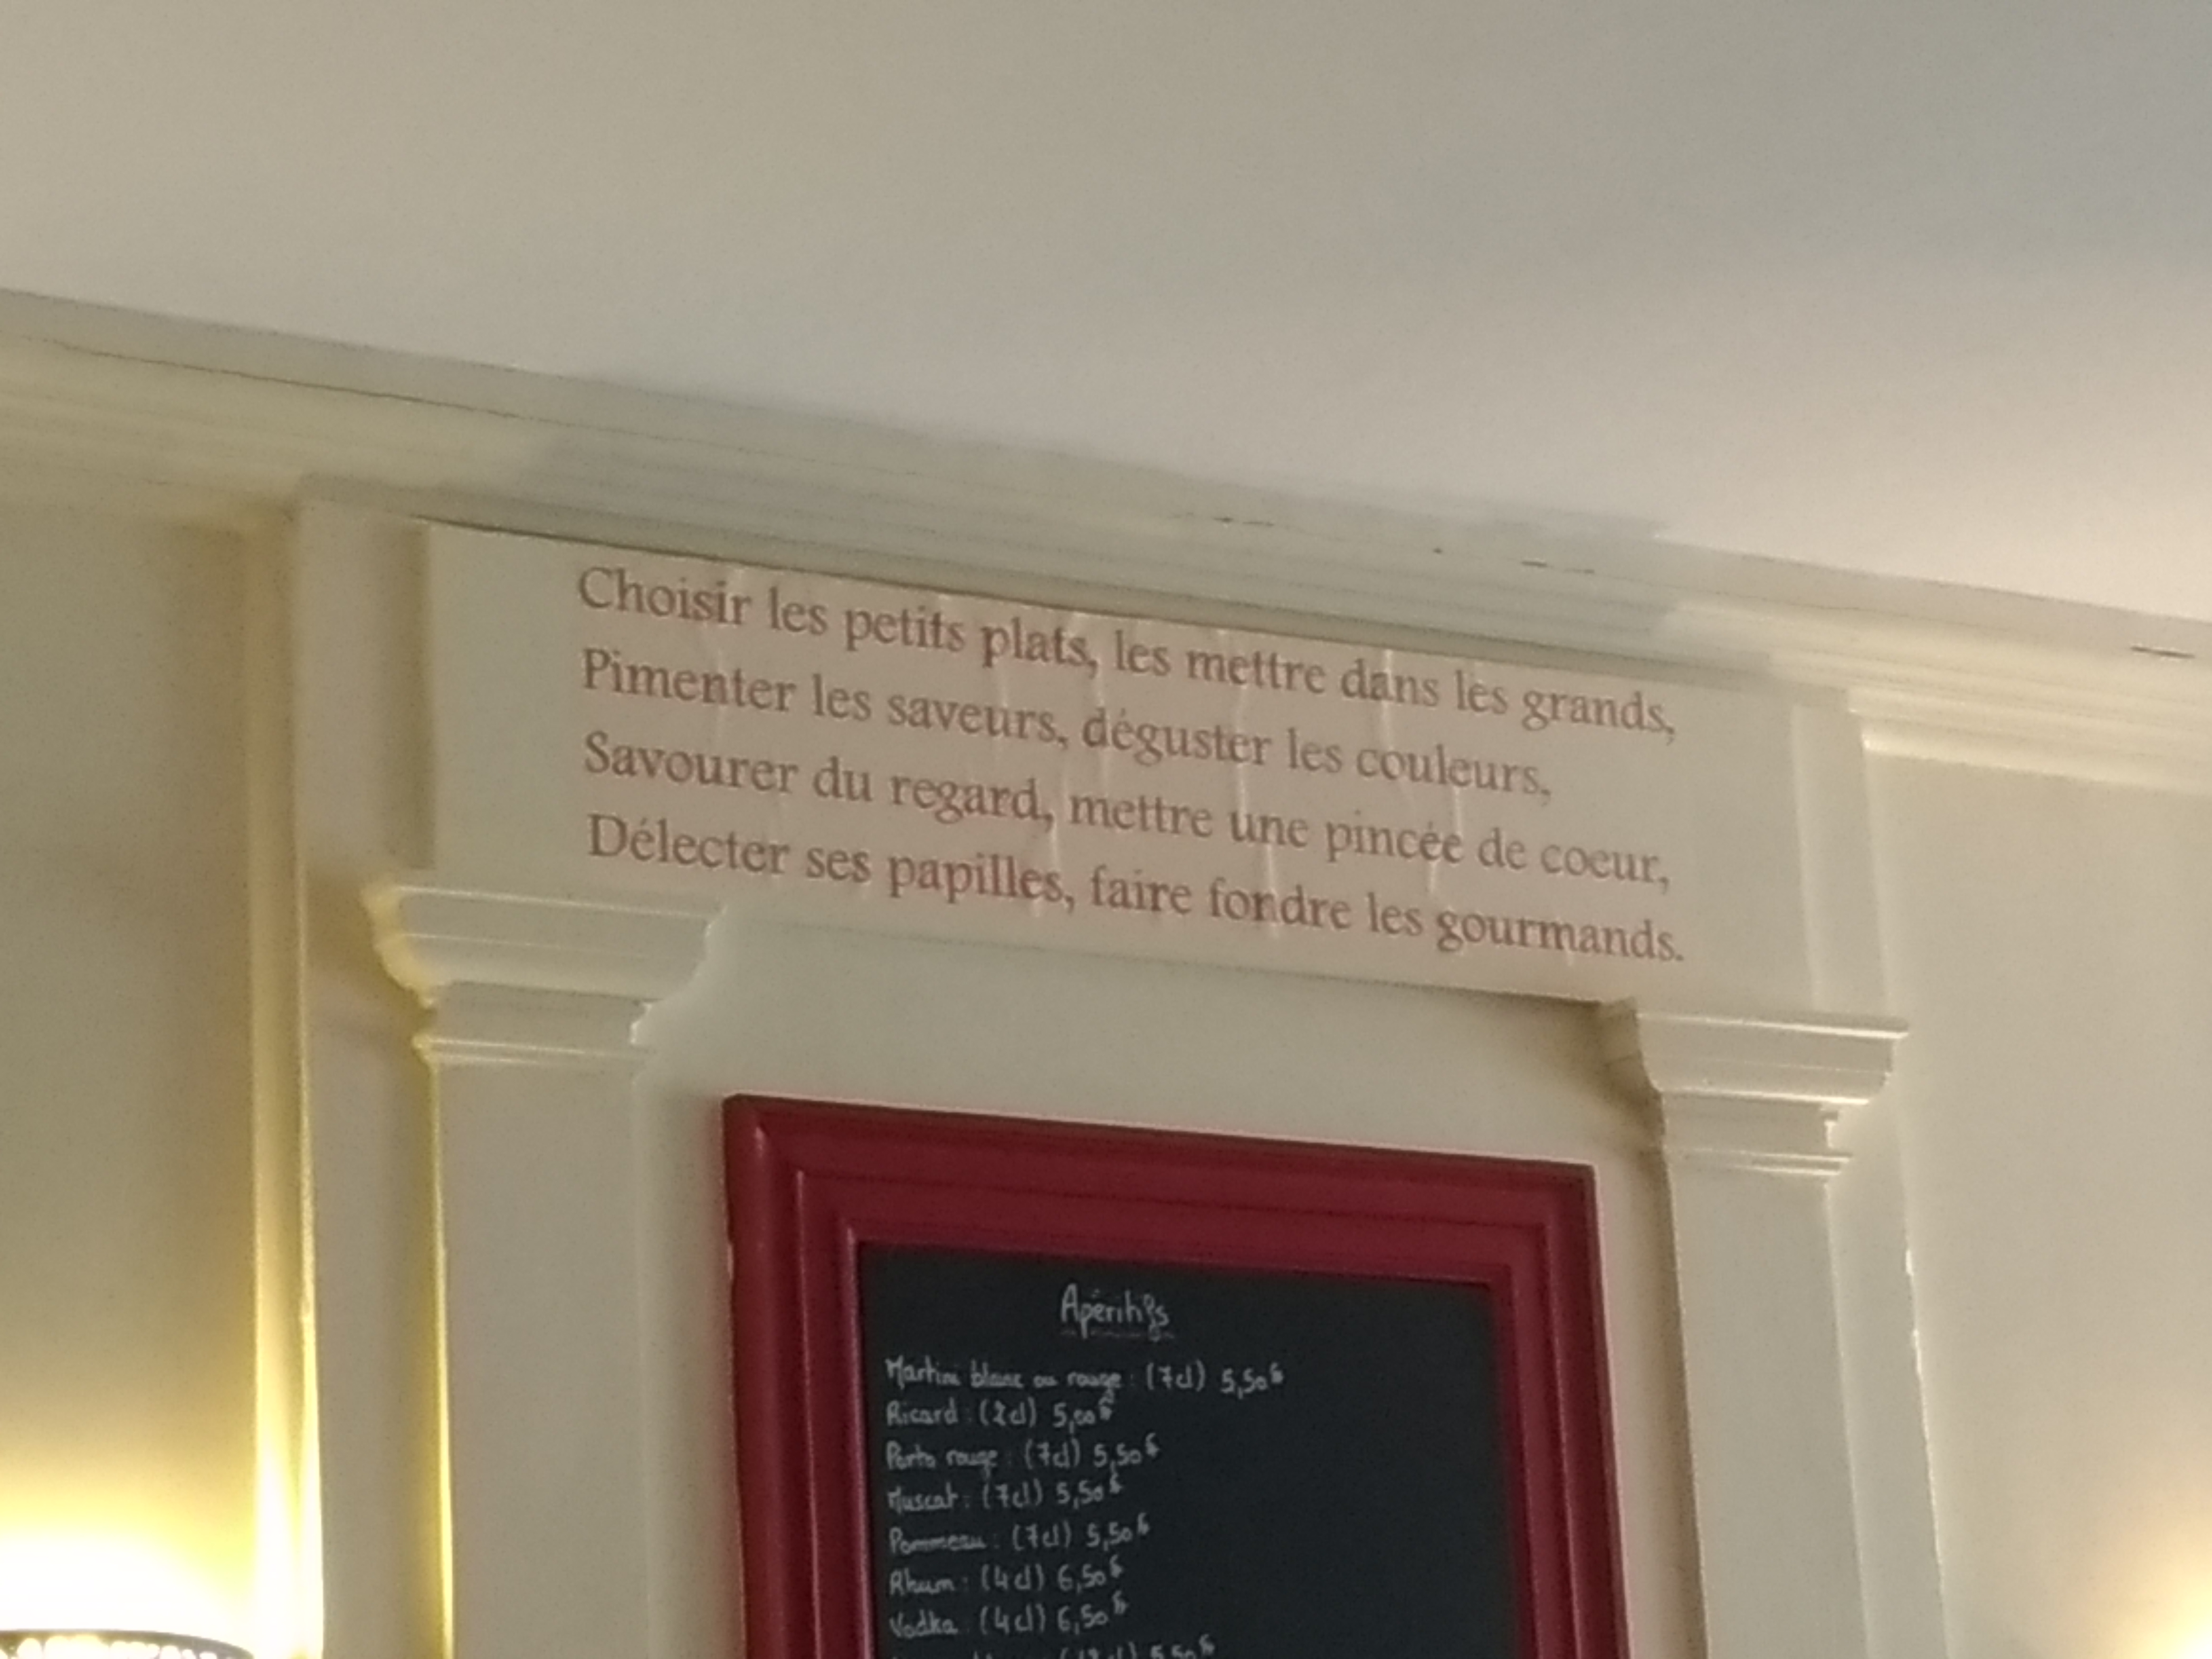 Choisir les petits plats, les mettre dans les grands,
Pimenter les saveurs, déguster les couleurs,
Savourer du regard, mettre une pincée de coeur,
Délecter ses papilles, faire fondre les gourmands.
Apéritifs
Martini blanc ou rouge : (7cl) 5,50€
Ricard : (2cl) 5,00€
Porto rouge : (7cl) 5,50€
Muscat : (7cl) 5,50€
Pommeau : (7cl) 5,50€
Rhum : (4cl) 6,50€
Vodka : (4cl) 6,50€
5,50€